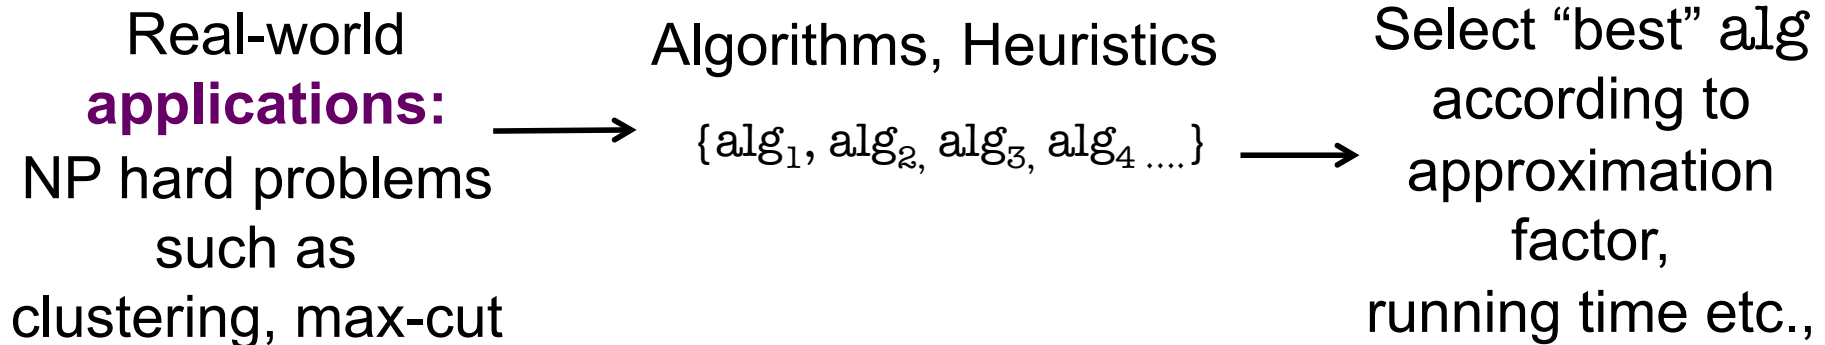 Real-world
applications:
NP hard problems
such as
clustering, max-cut
Algorithms, Heuristics
{alg₁, alg₂, alg₃, alg₄ ....}
Select “best” alg
according to
approximation
factor,
running time etc.,